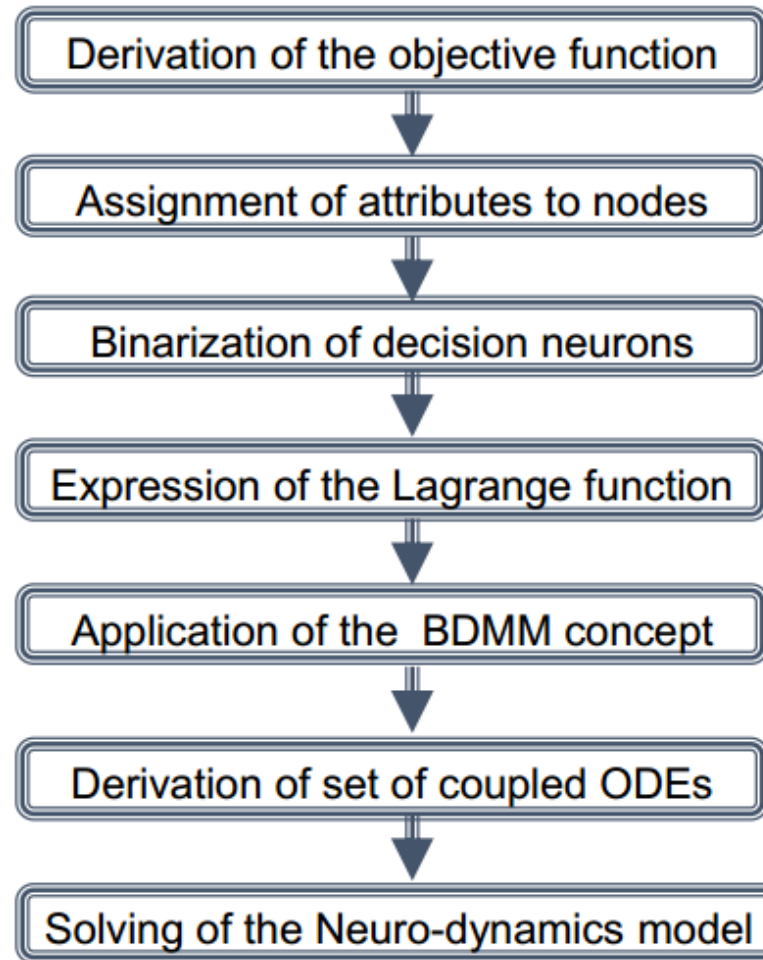 Derivation of the objective function
Assignment of attributes to nodes
Binarization of decision neurons
Expression of the Lagrange function
Application of the BDMM concept
Derivation of set of coupled ODEs
Solving of the Neuro-dynamics model